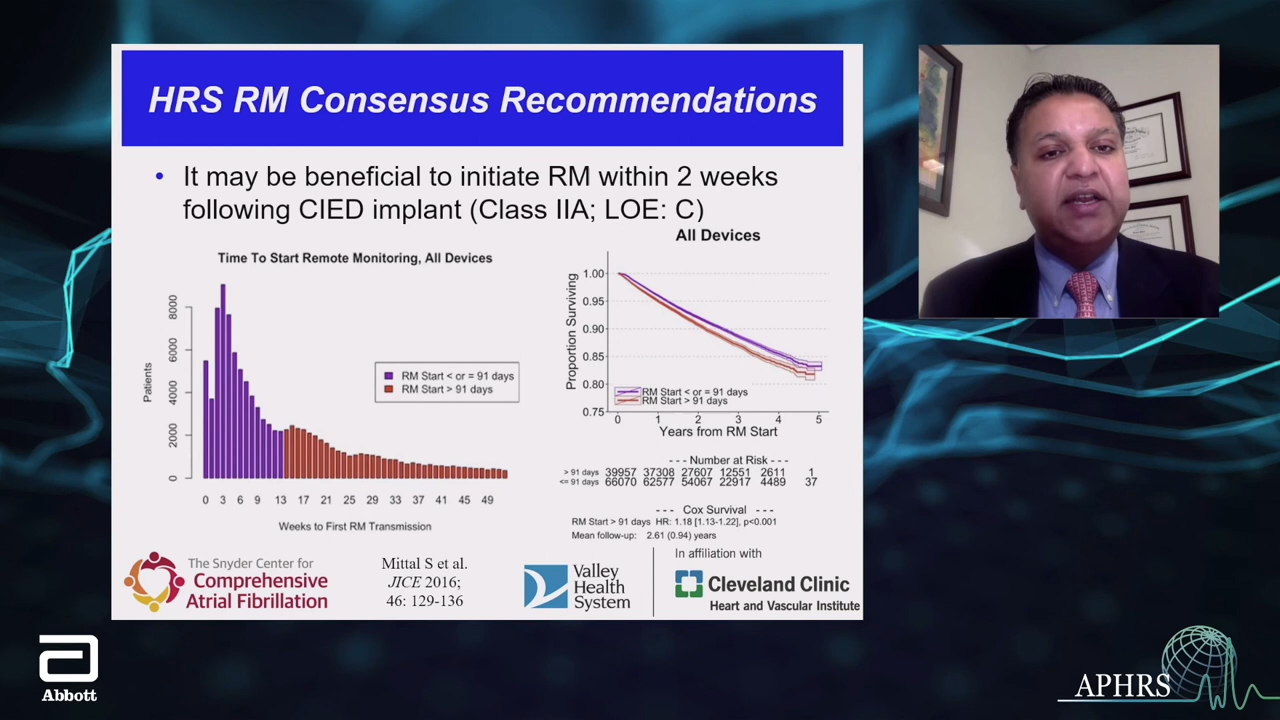 HRS RM Consensus Recommendations
• It may be beneficial to initiate RM within 2 weeks
following CIED implant (Class IIA; LOE: C)
Time To Start Remote Monitoring, All Devices
Patients
8000
6000
4000
2000
0
RM Start < or = 91 days
RM Start > 91 days
0 3 6 9 13 17 21 25 29 33 37 41 45 49
Weeks to First RM Transmission
All Devices
Proportion Surviving
1.00
0.95
0.90
0.85
0.80
0.75
RM Start < or = 91 days
RM Start > 91 days
0 1 2 3 4 5
Years from RM Start
- - - Number at Risk - - -
> 91 days 39957 37308 27607 12551 2611 1
<= 91 days 66070 62577 54067 22917 4489 37
- - - Cox Survival - - -
RM Start > 91 days HR: 1.18 [1.13-1.22], p<0.001
Mean follow-up: 2.61 (0.94) years
The Snyder Center for
Comprehensive
Atrial Fibrillation
Mittal S et al.
JICE 2016;
46: 129-136
Valley
Health
System
In affiliation with
Cleveland Clinic
Heart and Vascular Institute
Abbott
APHRS